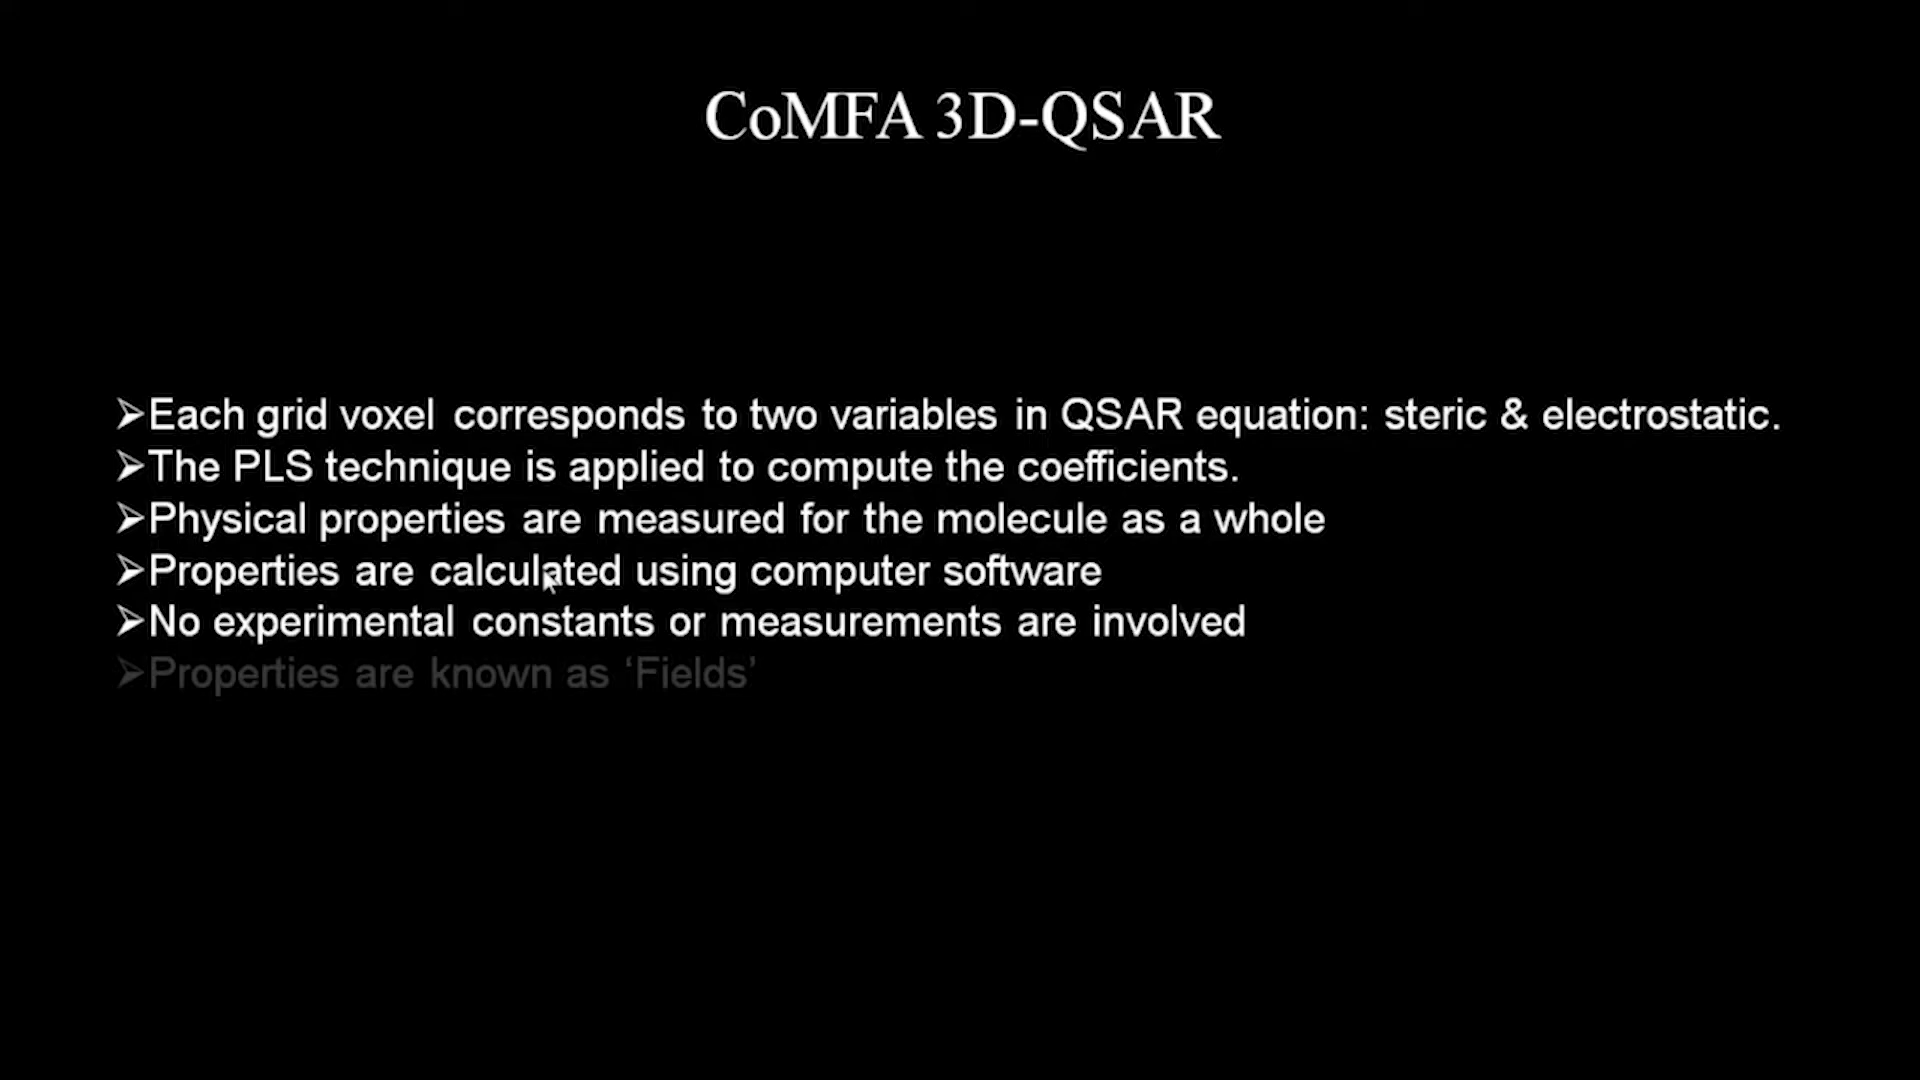 CoMFA 3D-QSAR
➢Each grid voxel corresponds to two variables in QSAR equation: steric & electrostatic.
➢The PLS technique is applied to compute the coefficients.
➢Physical properties are measured for the molecule as a whole
➢Properties are calculated using computer software
➢No experimental constants or measurements are involved
➢Properties are known as ‘Fields’